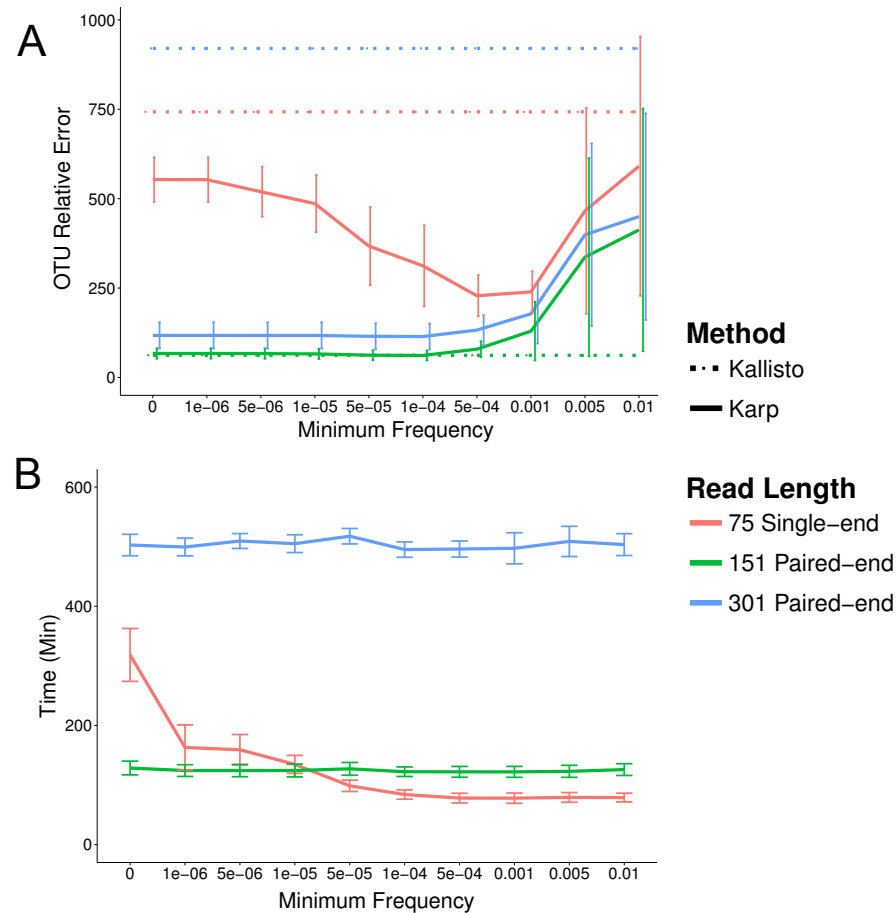 A
OTU Relative Error
1000
750
500
250
0
0 1e−06 5e−06 1e−05 5e−05 1e−04 5e−04 0.001 0.005 0.01
Minimum Frequency
Method
Kallisto
Karp
Read Length
75 Single−end
151 Paired−end
301 Paired−end
B
Time (Min)
600
400
200
0
0 1e−06 5e−06 1e−05 5e−05 1e−04 5e−04 0.001 0.005 0.01
Minimum Frequency